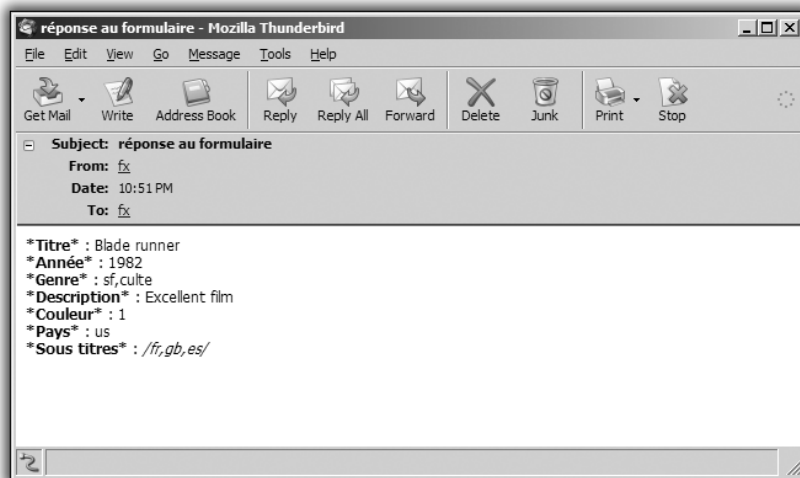 réponse au formulaire - Mozilla Thunderbird
File Edit View Go Message Tools Help
Get Mail Write Address Book Reply Reply All Forward Delete Junk Print Stop
Subject: réponse au formulaire
From: fx
Date: 10:51 PM
To: fx
*Titre* : Blade runner
*Année* : 1982
*Genre* : sf,culte
*Description* : Excellent film
*Couleur* : 1
*Pays* : us
*Sous titres* : /fr,gb,es/